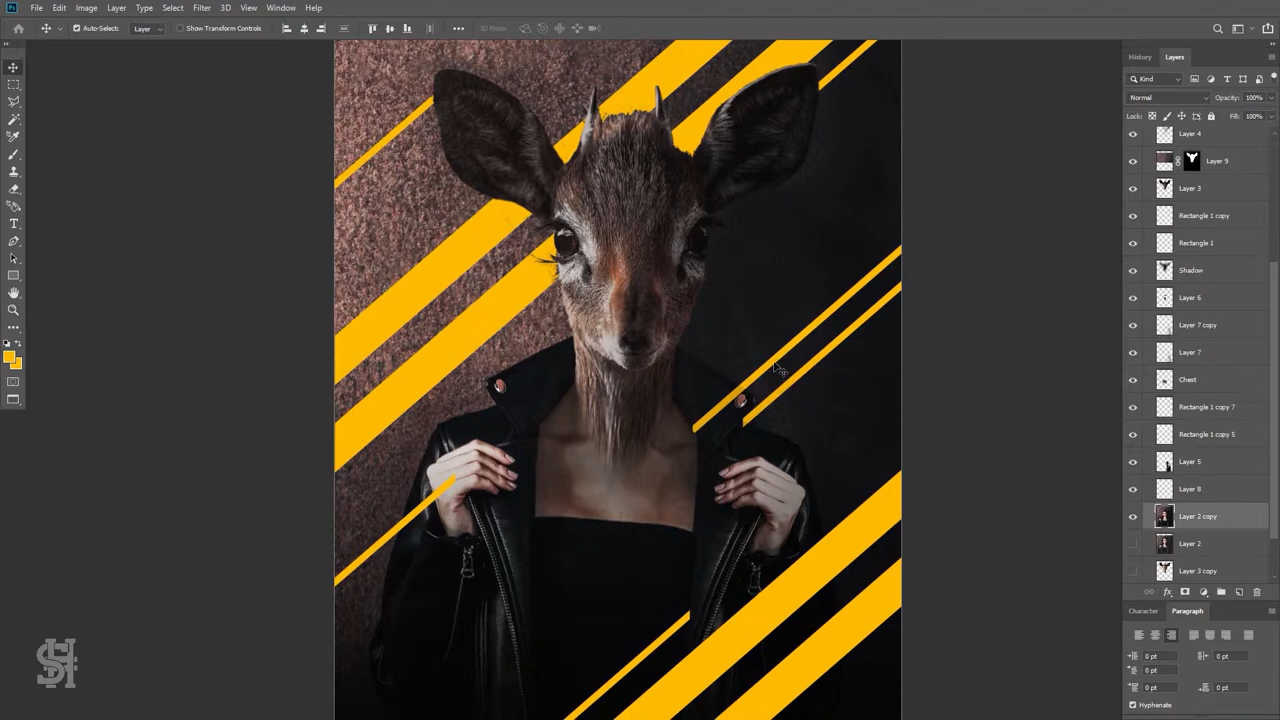 Ps File Edit Image Layer Type Select Filter 3D View Window Help
Auto-Select: Layer Show Transform Controls 3D Mode:
History Layers
Kind
Normal Opacity: 100%
Lock: Fill: 100%
Layer 4
Layer 9
Layer 3
Rectangle 1 copy
Rectangle 1
Shadow
Layer 6
Layer 7 copy
Layer 7
Chest
Rectangle 1 copy 7
Rectangle 1 copy 5
Layer 5
Layer 8
Layer 2 copy
Layer 2
Layer 3 copy
fx
Character Paragraph
0 pt 0 pt
0 pt
0 pt 0 pt
Hyphenate